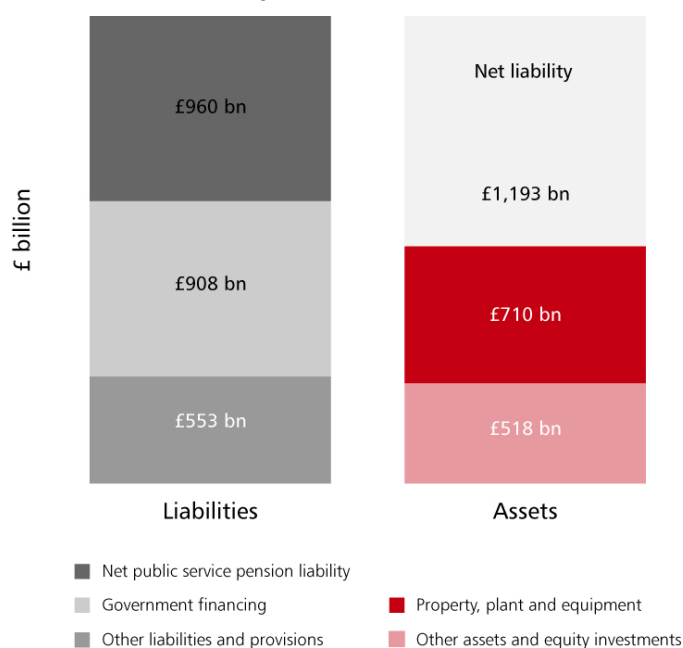 £ billion
£960 bn
£908 bn
£553 bn
Liabilities
Net liability
£1,193 bn
£710 bn
£518 bn
Assets
Net public service pension liability
Government financing
Other liabilities and provisions
Property, plant and equipment
Other assets and equity investments